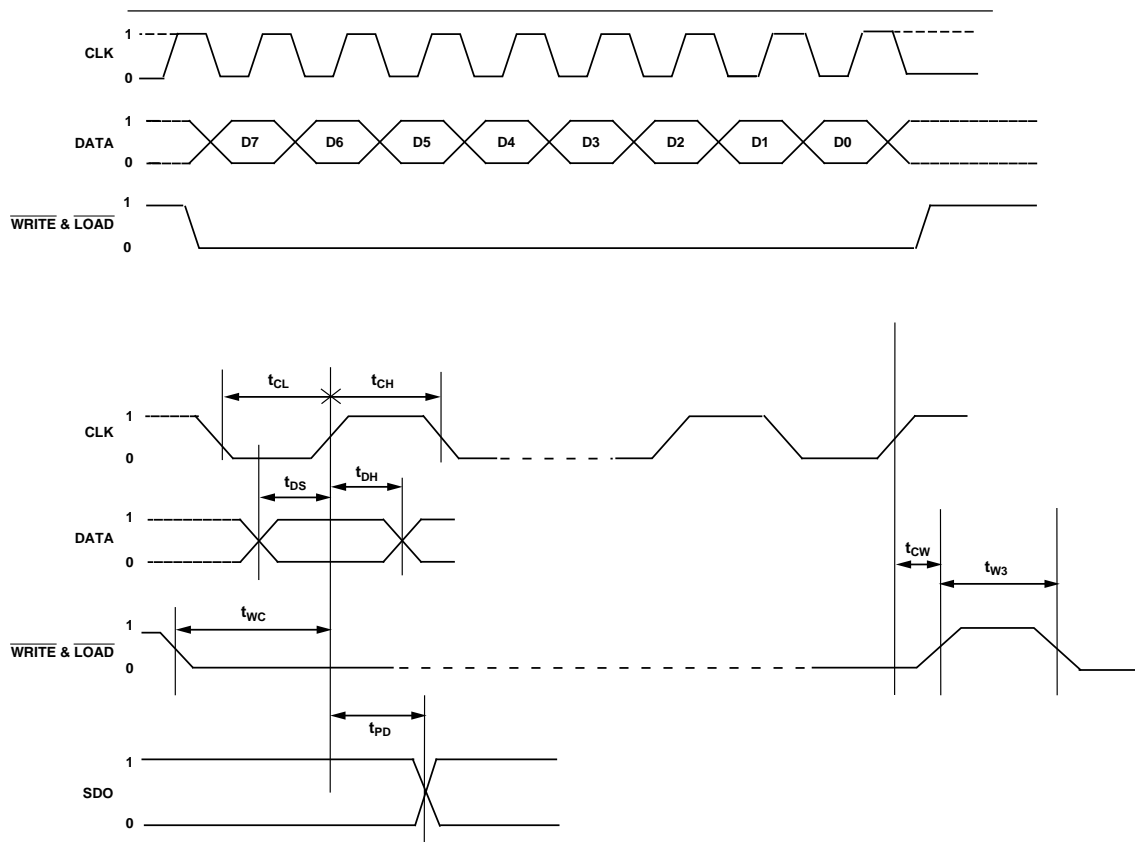 1
CLK
0
1
DATA
D7 D6 D5 D4 D3 D2 D1 D0
0
1
WRITE & LOAD
0
tCL tCH
1
CLK
0
tDS tDH
1
DATA
0
tCW tW3
tWC
1
WRITE & LOAD
0
tPD
1
SDO
0